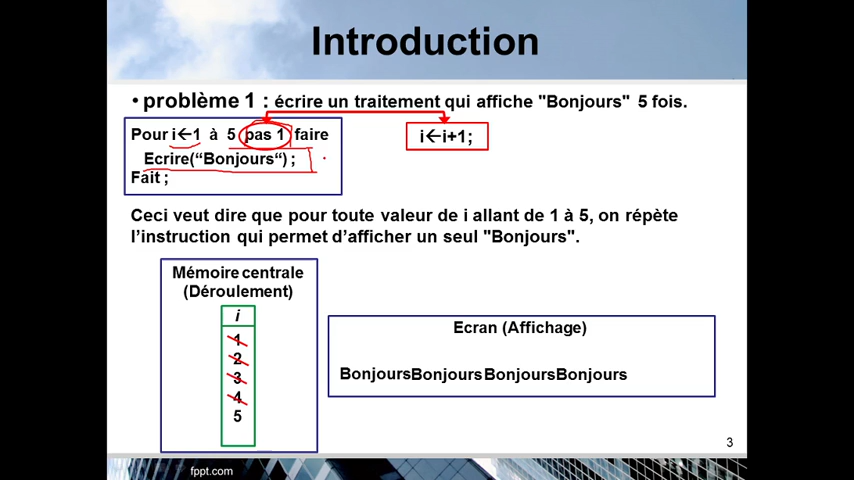 Introduction
• problème 1 : écrire un traitement qui affiche "Bonjours" 5 fois.
Pour i←1 à 5 pas 1 faire
i←i+1;
Ecrire(“Bonjours“) ;
Fait ;
Ceci veut dire que pour toute valeur de i allant de 1 à 5, on répète
l’instruction qui permet d’afficher un seul "Bonjours".
Mémoire centrale
(Déroulement)
i
1
2
3
4
5
Ecran (Affichage)
BonjoursBonjoursBonjoursBonjours
3
fppt.com